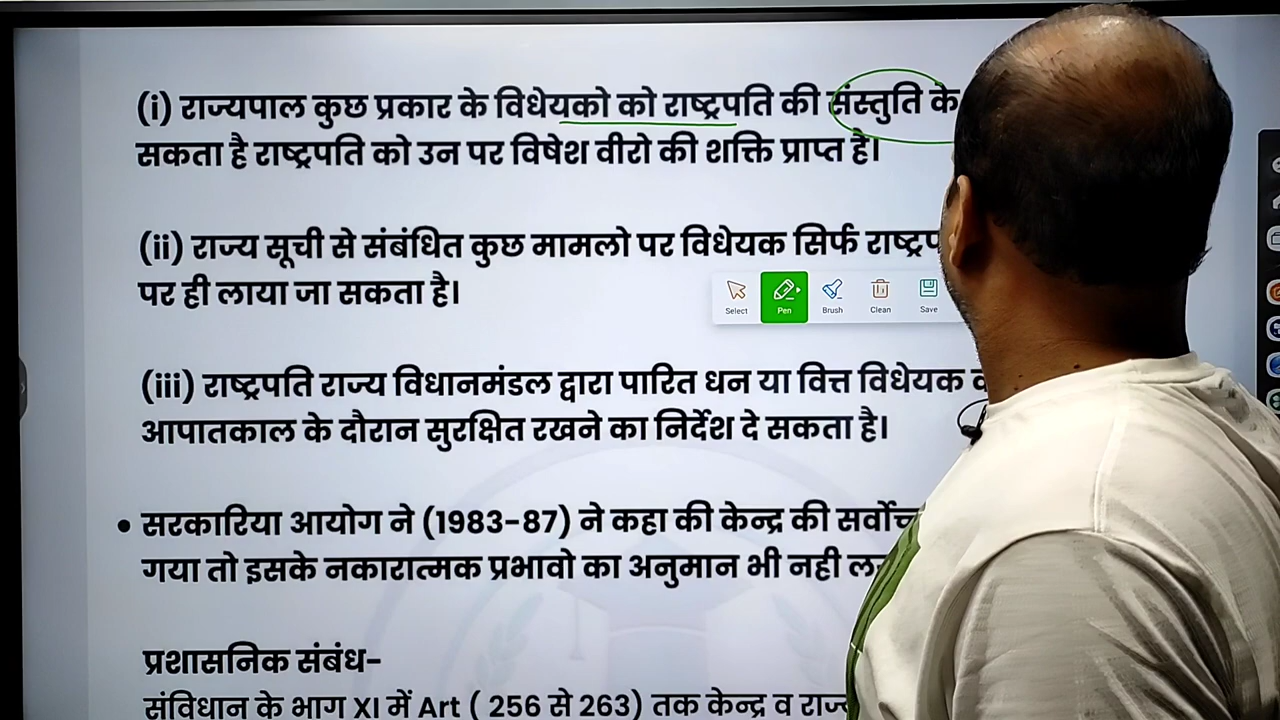 (i) राज्यपाल कुछ प्रकार के विधेयको को राष्ट्रपति की संस्तुति के
सकता है राष्ट्रपति को उन पर विषेश वीरो की शक्ति प्राप्त है।
(ii) राज्य सूची से संबंधित कुछ मामलो पर विधेयक सिर्फ
पर ही लाया जा सकता है।
Select Pen Brush Clean Save
(iii) राष्ट्रपति राज्य विधानमंडल द्वारा पारित धन या वित्त विधेयक
आपातकाल के दौरान सुरक्षित रखने का निर्देश दे सकता है।
• सरकारिया आयोग ने (1983-87) ने कहा की केन्द्र की
गया तो इसके नकारात्मक प्रभावो का अनुमान भी नही
प्रशासनिक संबंध-
संविधान के भाग XI में Art ( 256 से 263) तक केन्द्र व